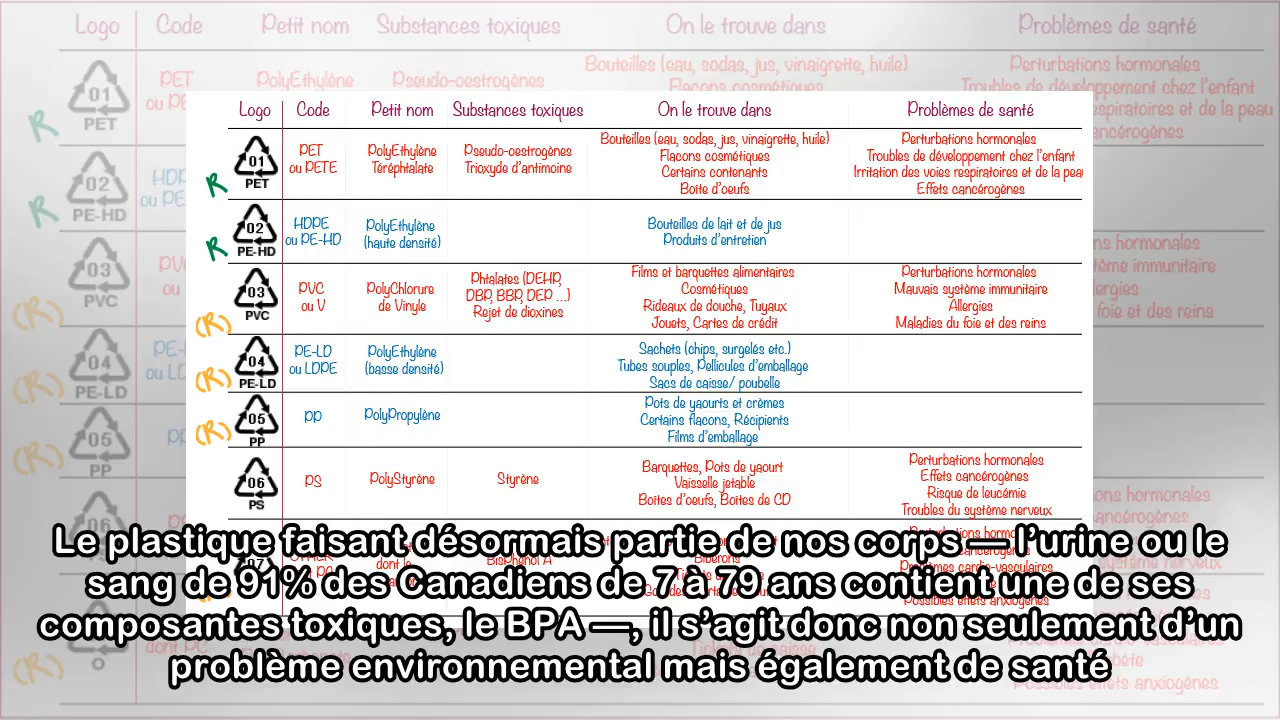 Logo Code Petit nom Substances toxiques On le trouve dans Problèmes de santé
01
PET
R
PET
ou PETE
PolyEthylène
Téréphtalate
Pseudo-oestrogènes
Trioxyde d'antimoine
Bouteilles (eau, sodas, jus, vinaigrette, huile)
Flacons cosmétiques
Certains contenants
Boite d'oeufs
Perturbations hormonales
Troubles de développement chez l'enfant
Irritation des voies respiratoires et de la peau
Effets cancérogènes
02
PE-HD
R
HDPE
ou PE-HD
PolyEthylène
(haute densité)
Bouteilles de lait et de jus
Produits d'entretien
03
PVC
(R)
PVC
ou V
PolyChlorure
de Vinyle
Phtalates (DEHP,
DBP, BBP, DEP ...)
Rejet de dioxines
Films et barquettes alimentaires
Cosmétiques
Rideaux de douche, Tuyaux
Jouets, Cartes de crédit
Perturbations hormonales
Mauvais système immunitaire
Allergies
Maladies du foie et des reins
04
PE-LD
(R)
PE-LD
ou LDPE
PolyEthylène
(basse densité)
Sachets (chips, surgelés etc.)
Tubes souples, Pellicules d'emballage
Sacs de caisse/ poubelle
05
PP
(R)
PP
PolyPropylène
Pots de yaourts et crèmes
Certains flacons, Récipients
Films d'emballage
06
PS
PS
PolyStyrène
Styrène
Barquettes, Pots de yaourt
Vaisselle jetable
Boites d'oeufs, Boites de CD
Perturbations hormonales
Effets cancérogènes
Risque de leucémie
Troubles du système nerveux
Le plastique faisant désormais partie de nos corps — l'urine ou le
sang de 91% des Canadiens de 7 à 79 ans contient une de ses
composantes toxiques, le BPA —, il s'agit donc non seulement d'un
problème environnemental mais également de santé